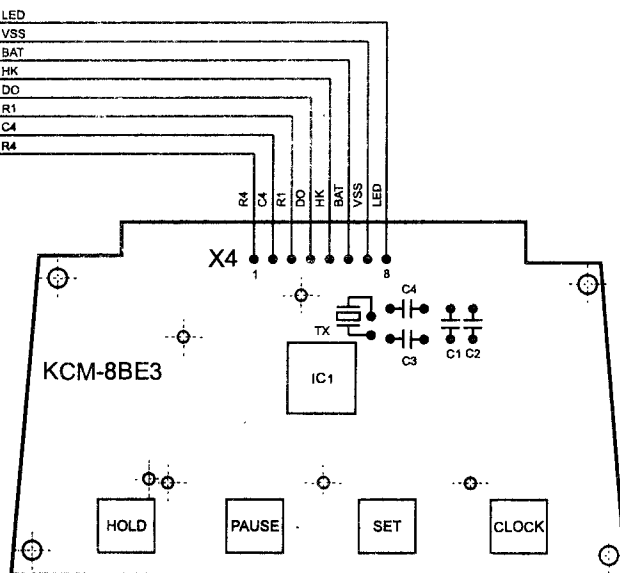 LED
VSS
BAT
HK
DO
R1
C4
R4
R4 C4 R1 DO HK BAT VSS LED
X4
1 8
C4
TX
C3 C1 C2
KCM-8BE3
IC1
HOLD PAUSE SET CLOCK